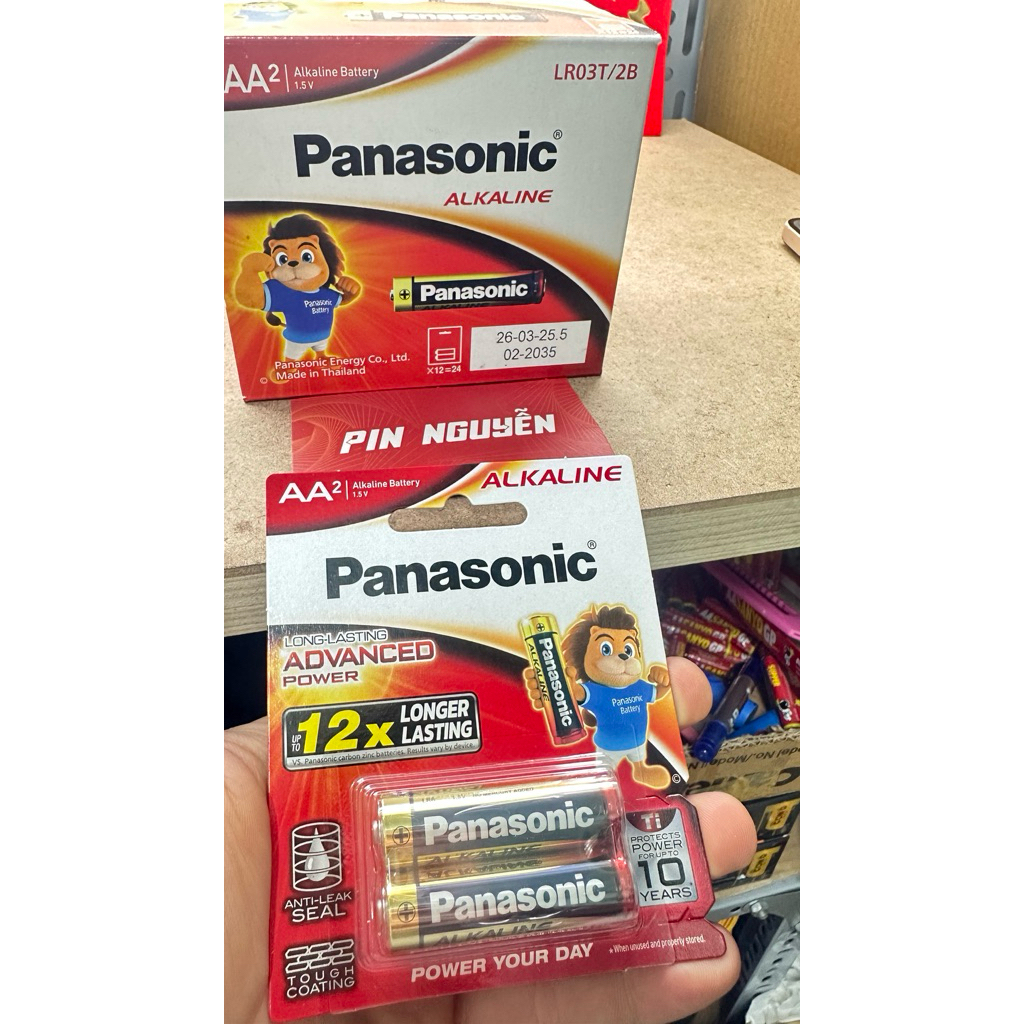 AA² Alkaline Battery
1.5 V
LR03T/2B
Panasonic®
ALKALINE
Panasonic
Battery
Panasonic
26-03-25.5
02-2035
×12=24
Panasonic Energy Co., Ltd.
© Made in Thailand
PIN NGUYỄN
AA² Alkaline Battery
1.5 V
ALKALINE
Panasonic®
LONG-LASTING
ADVANCED
POWER
UP TO 12x LONGER LASTING
VS. Panasonic carbon zinc batteries. Results vary by device.
Panasonic
ALKALINE
Panasonic
Battery
©
Panasonic
ALKALINE
Panasonic
ALKALINE
Ti
PROTECTS
POWER
FOR UP TO
10
YEARS*
ANTI-LEAK
SEAL
TOUGH
COATING
POWER YOUR DAY
*When unused and properly stored.